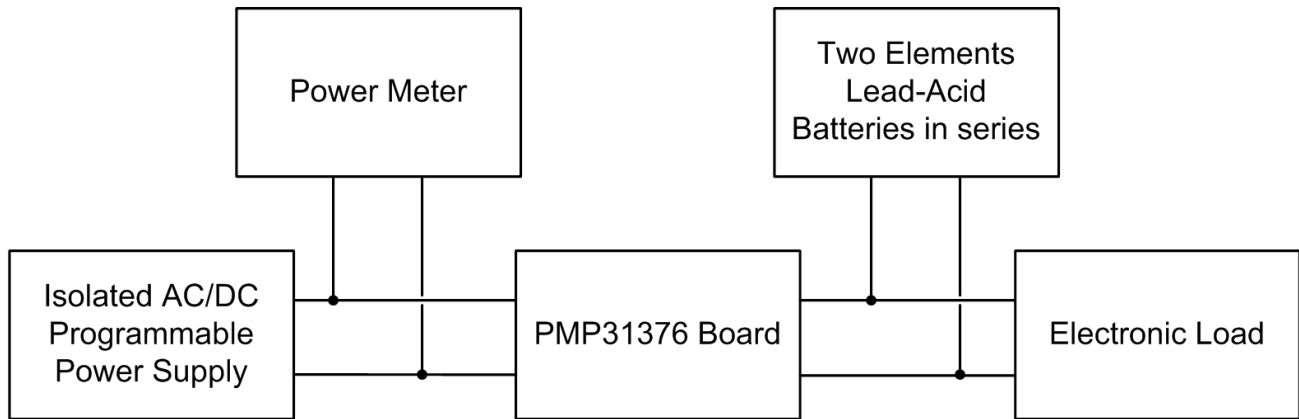 Power Meter
Two Elements
Lead-Acid
Batteries in series
Isolated AC/DC
Programmable
Power Supply
PMP31376 Board
Electronic Load